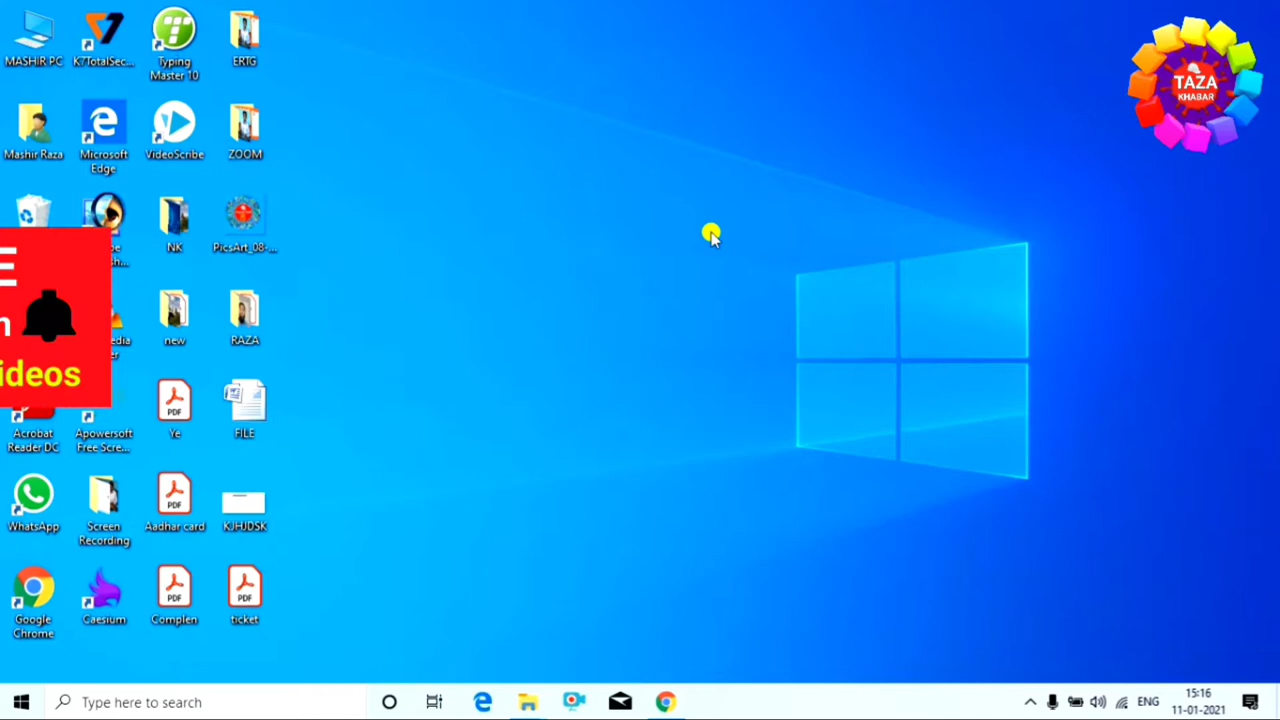 MASHIR PC
K7TotalSec...
Typing
Master 10
ERTG
Mashir Raza
Microsoft
Edge
VideoScribe
ZOOM
NK
PicsArt_08-...
new
RAZA
E
n
ideos
Acrobat
Reader DC
Apowersoft
Free Scre...
Ye
FILE
WhatsApp
Screen
Recording
Aadhar card
KJHJDSK
Google
Chrome
Caesium
Complen
ticket
PDF
PDF
PDF
PDF
TAZA
KHABAR
Type here to search
ENG
15:16
11-01-2021